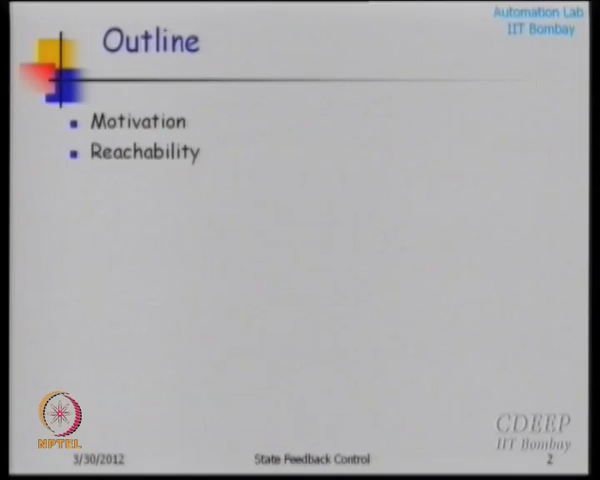 Automation Lab
IIT Bombay
Outline
Motivation
Reachability
NPTEL
CDEEP
IIT Bombay
3/30/2012
State Feedback Control
2